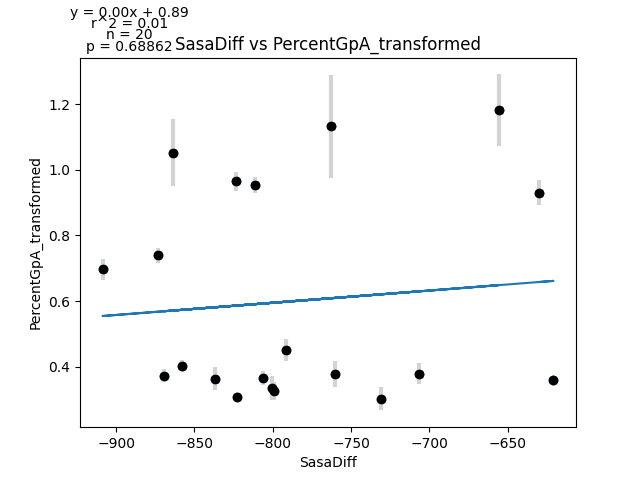 y = 0.00x + 0.89
r^2 = 0.01
n = 20
p = 0.68862
SasaDiff vs PercentGpA_transformed
1.2
1.0
0.8
0.6
0.4
PercentGpA_transformed
−900
−850
−800
−750
−700
−650
SasaDiff